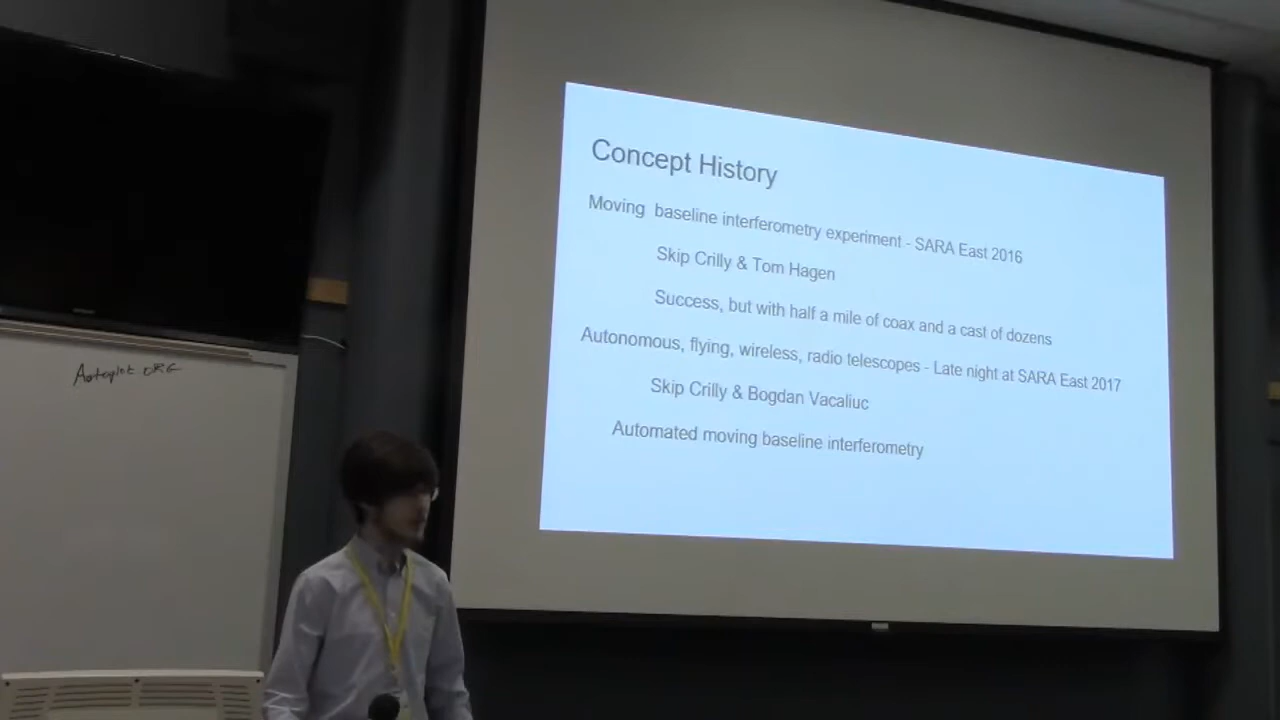 Concept History
Moving baseline interferometry experiment - SARA East 2016
Skip Crilly & Tom Hagen
Success, but with half a mile of coax and a cast of dozens
Autonomous, flying, wireless, radio telescopes - Late night at SARA East 2017
Skip Crilly & Bogdan Vacaliuc
Automated moving baseline interferometry